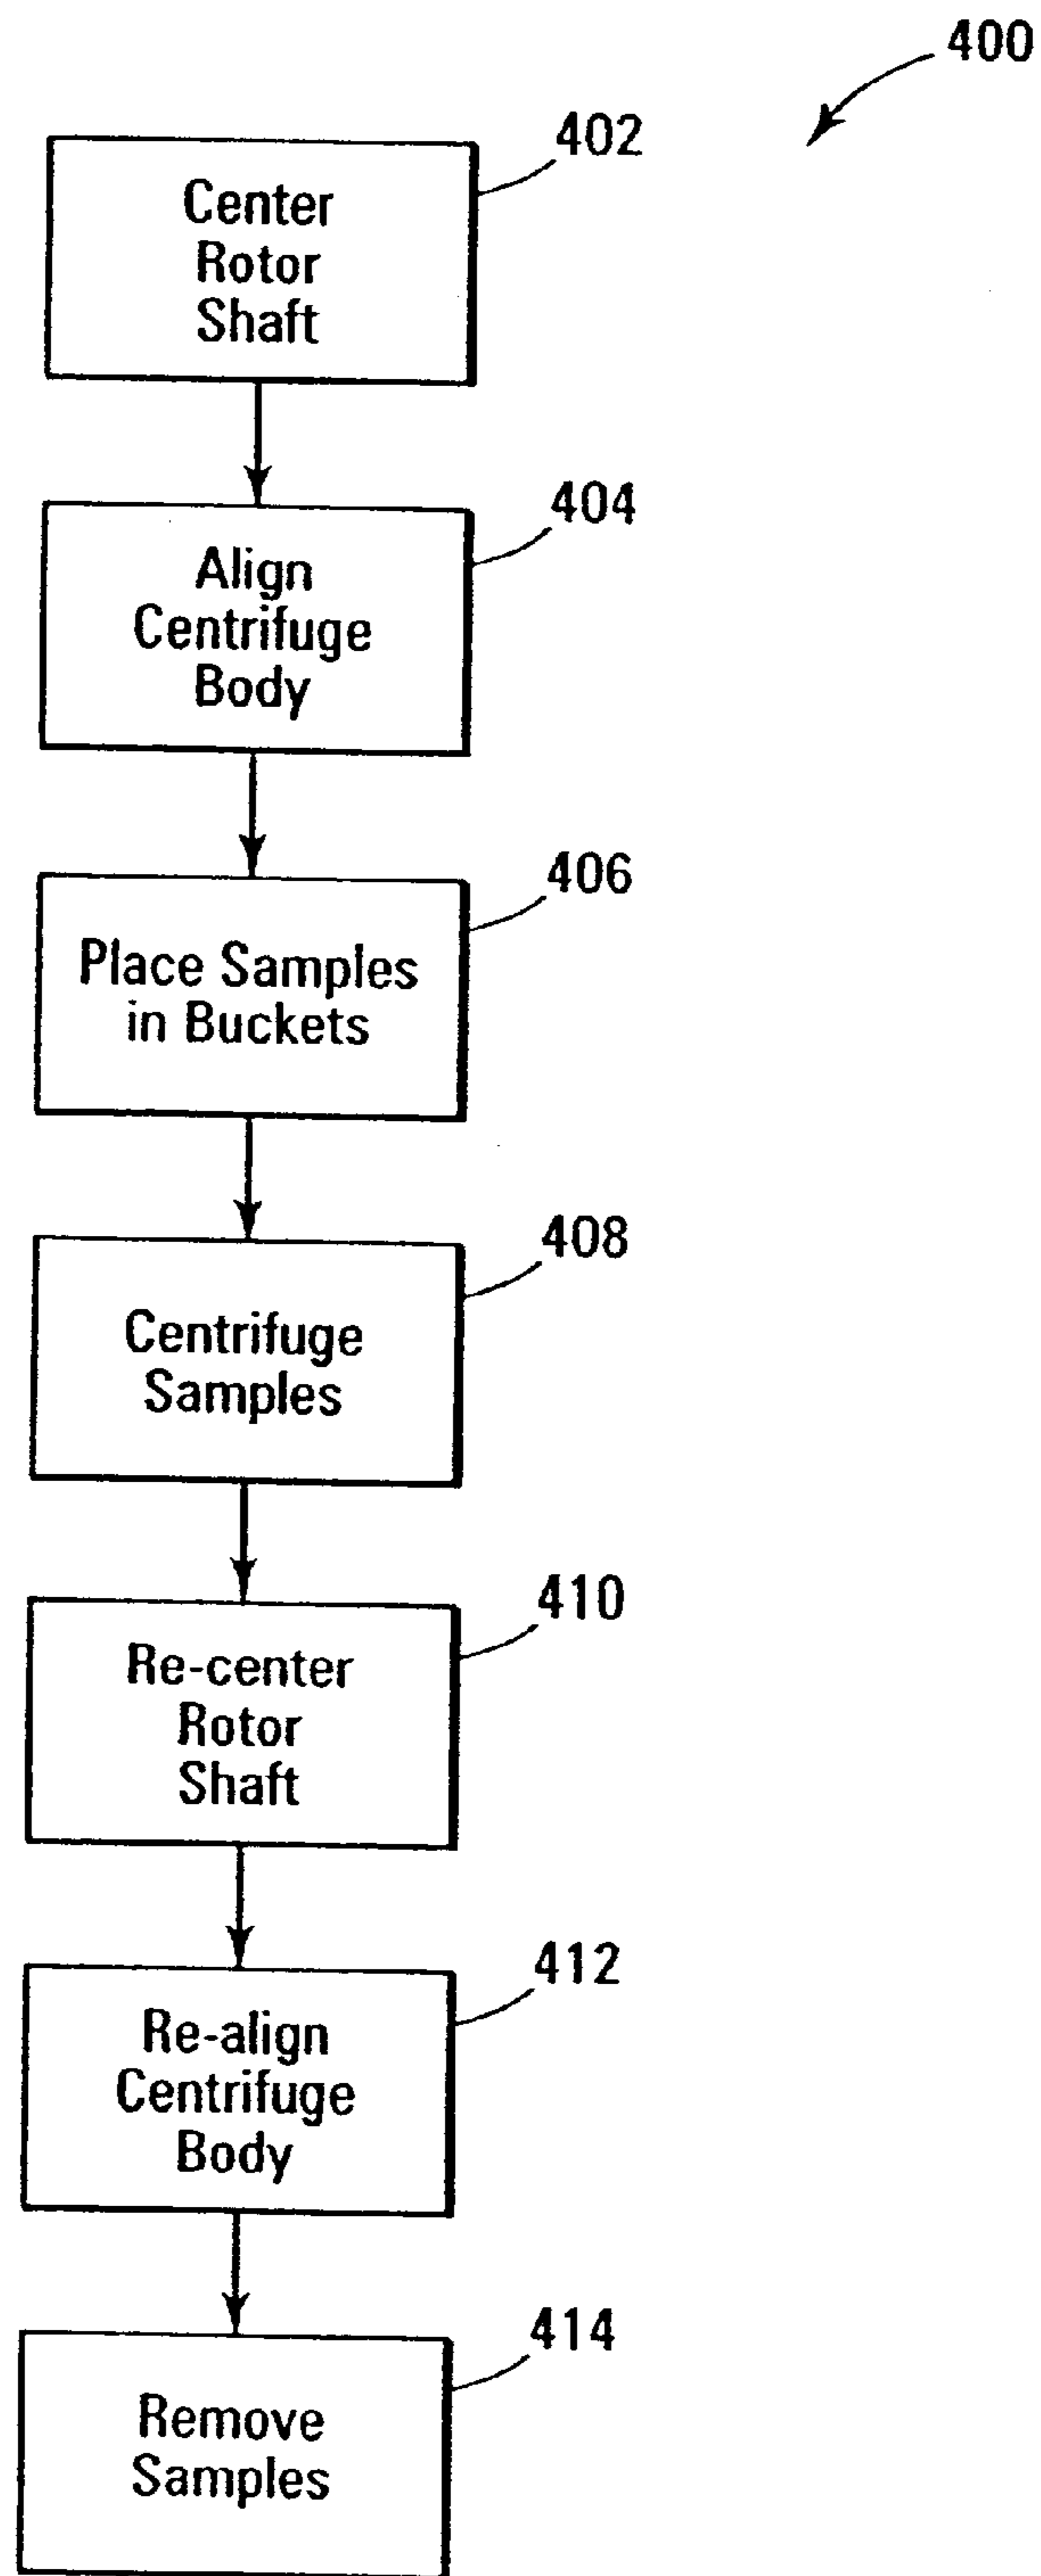 400
402
Center
Rotor
Shaft
404
Align
Centrifuge
Body
406
Place Samples
in Buckets
408
Centrifuge
Samples
410
Re-center
Rotor
Shaft
412
Re-align
Centrifuge
Body
414
Remove
Samples